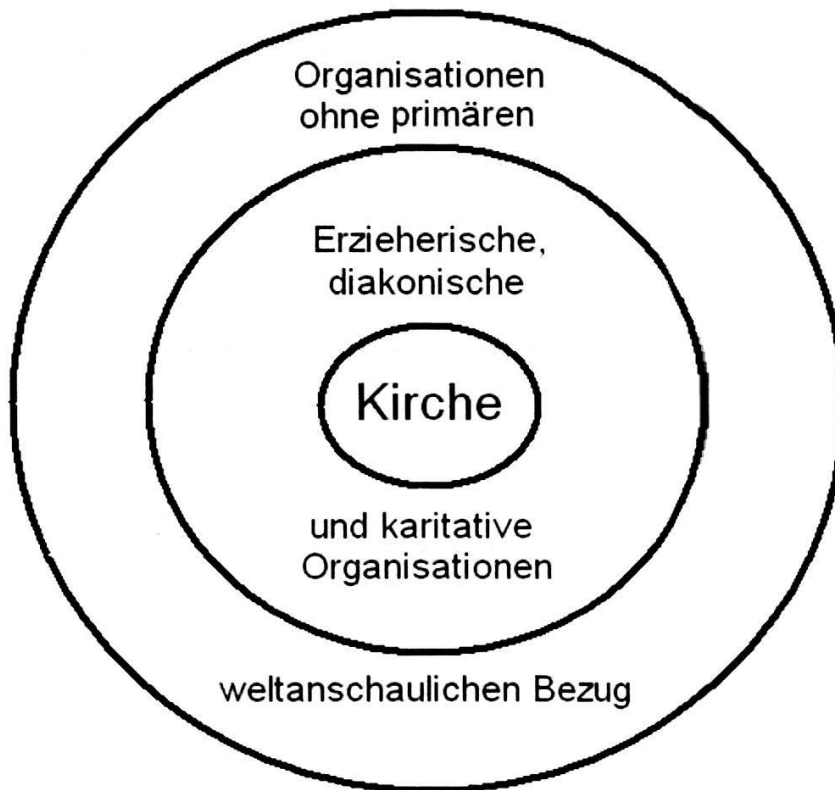 Organisationen
ohne primären
Erzieherische,
diakonische
Kirche
und karitative
Organisationen
weltanschaulichen Bezug